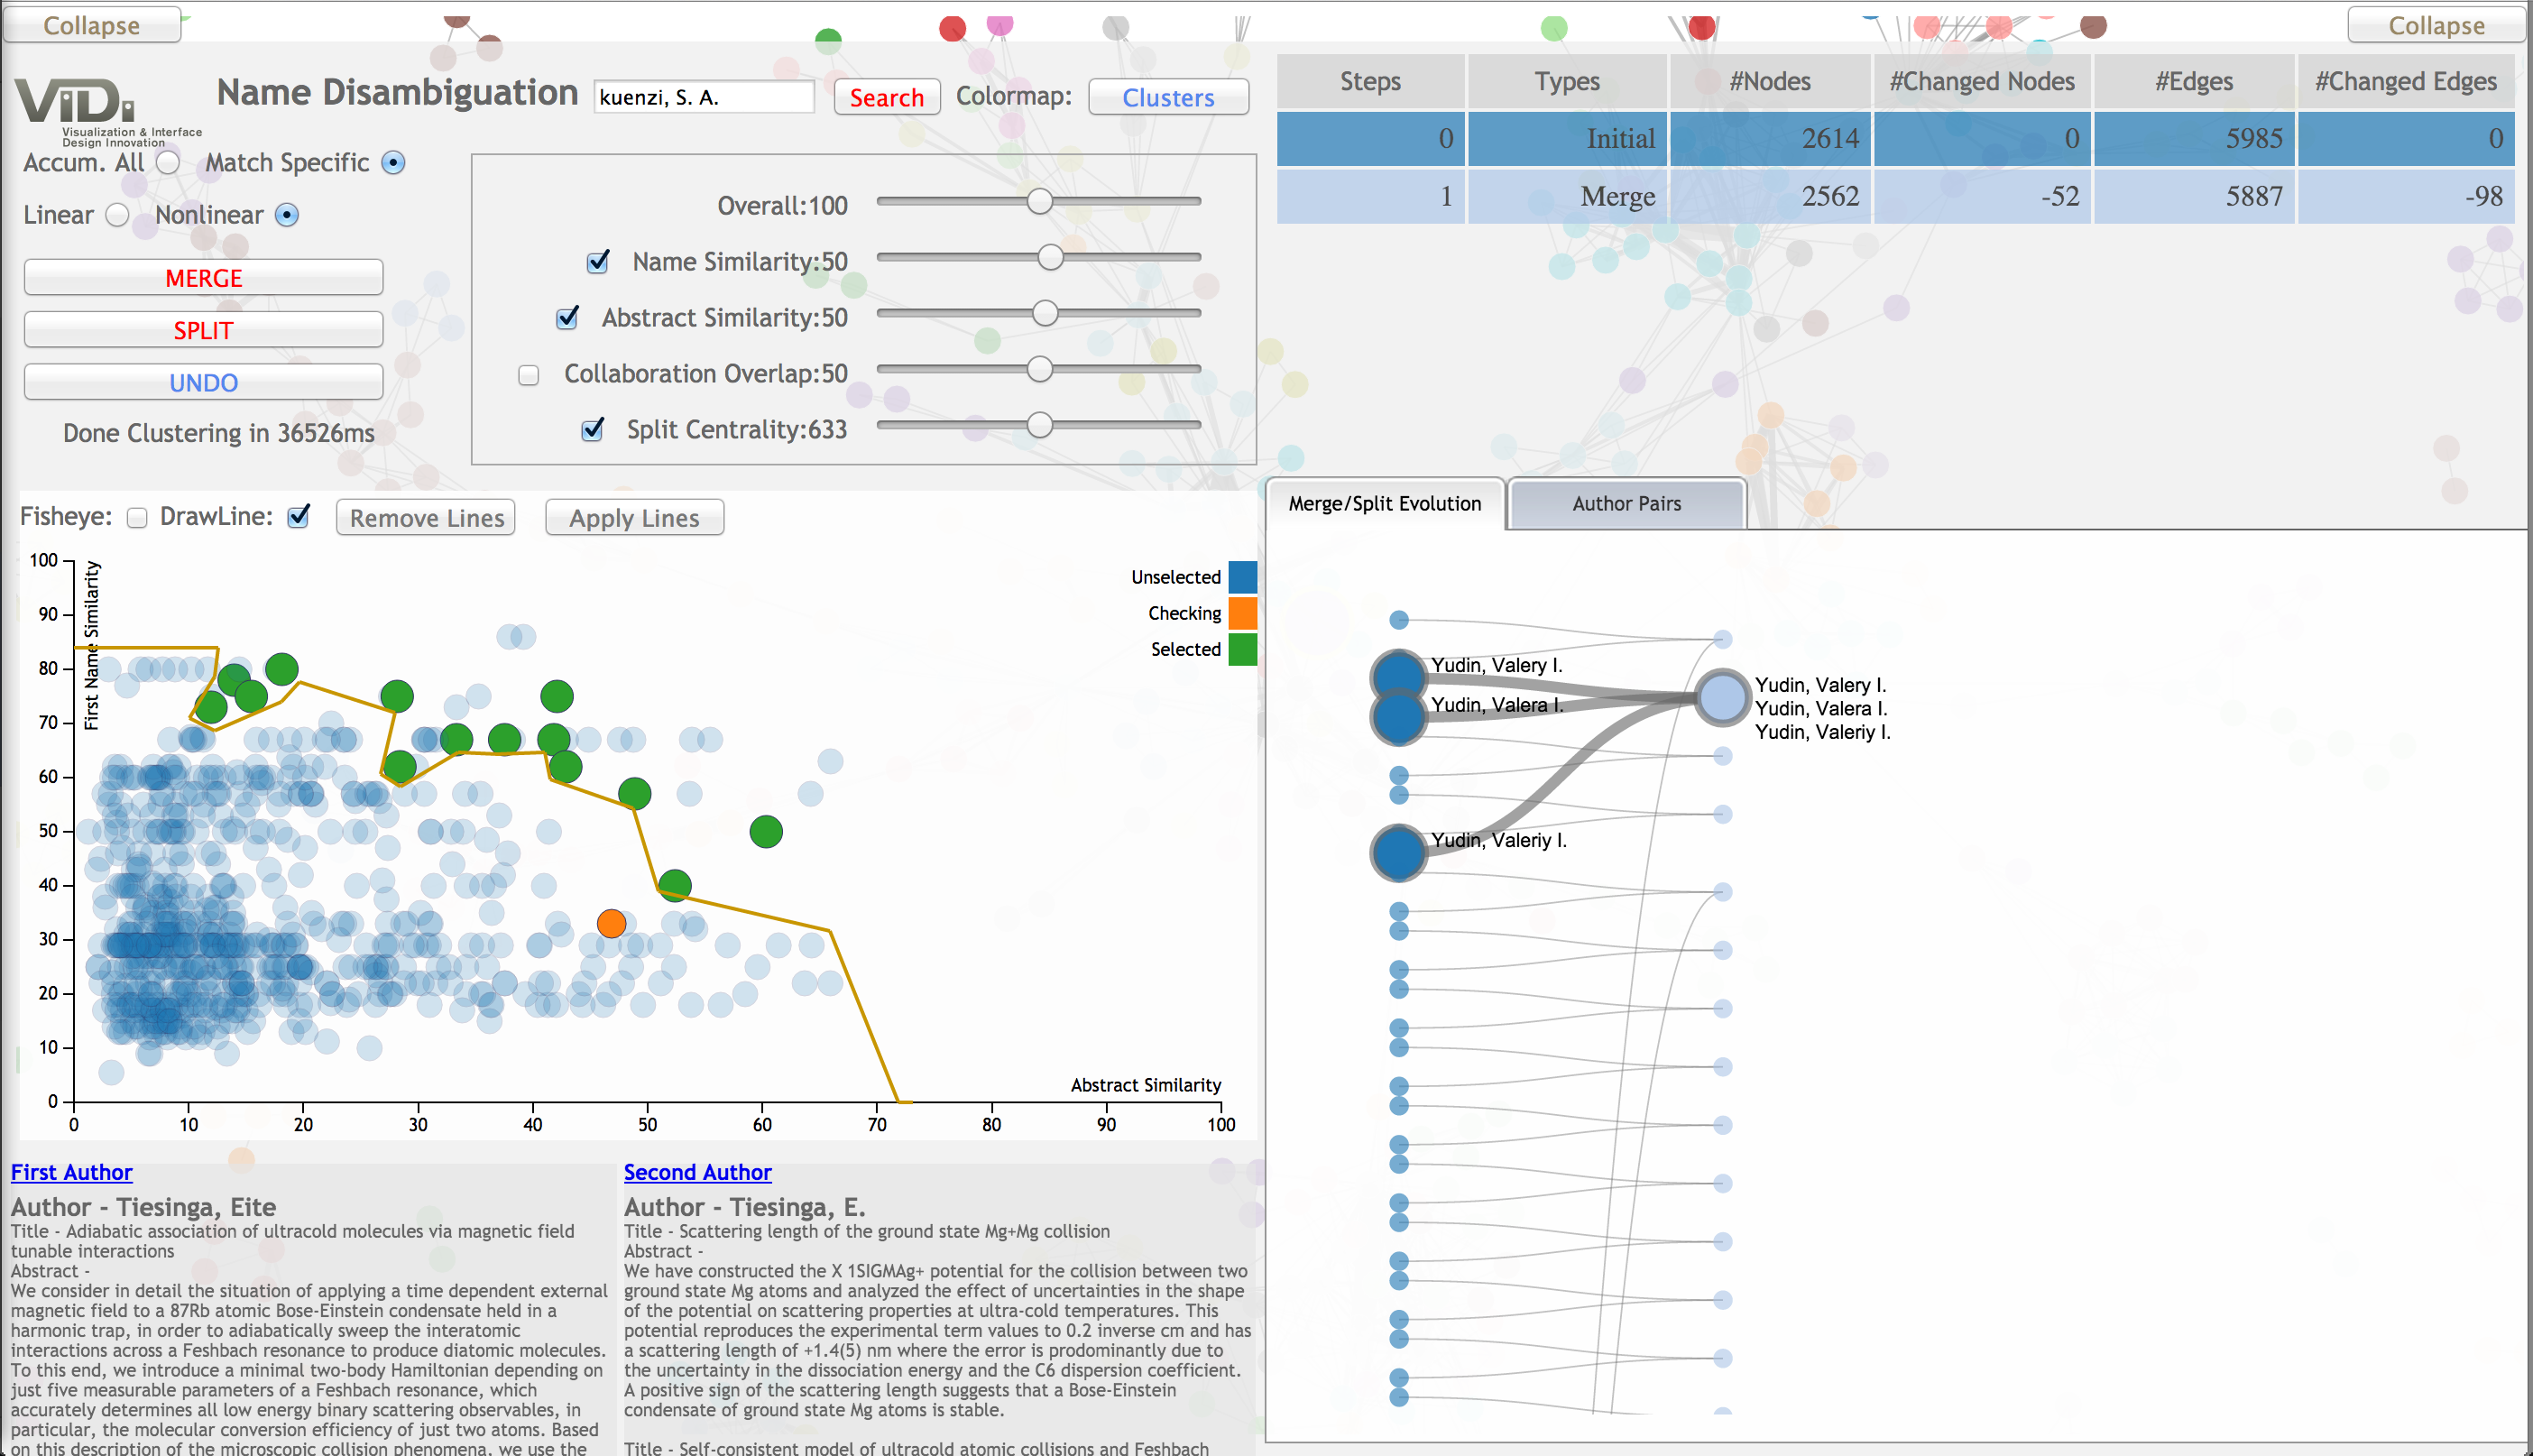 Collapse
Collapse
ViDi
Visualization & Interface
Design Innovation
Name Disambiguation
kuenzi, S. A.
Search
Colormap:
Clusters
Accum. All
Match Specific
Linear
Nonlinear
MERGE
SPLIT
UNDO
Done Clustering in 36526ms
Overall:100
Name Similarity:50
Abstract Similarity:50
Collaboration Overlap:50
Split Centrality:633
Steps Types #Nodes #Changed Nodes #Edges #Changed Edges
0 Initial 2614 0 5985 0
1 Merge 2562 -52 5887 -98
Fisheye:
DrawLine:
Remove Lines
Apply Lines
First Name Similarity
100
90
80
70
60
50
40
30
20
10
0
0 10 20 30 40 50 60 70 80 90 100
Abstract Similarity
Unselected
Checking
Selected
Merge/Split Evolution
Author Pairs
Yudin, Valery I.
Yudin, Valera I.
Yudin, Valeriy I.
Yudin, Valery I.
Yudin, Valera I.
Yudin, Valeriy I.
First Author
Author - Tiesinga, Eite
Title - Adiabatic association of ultracold molecules via magnetic field
tunable interactions
Abstract -
We consider in detail the situation of applying a time dependent external
magnetic field to a 87Rb atomic Bose-Einstein condensate held in a
harmonic trap, in order to adiabatically sweep the interatomic
interactions across a Feshbach resonance to produce diatomic molecules.
To this end, we introduce a minimal two-body Hamiltonian depending on
just five measurable parameters of a Feshbach resonance, which
accurately determines all low energy binary scattering observables, in
particular, the molecular conversion efficiency of just two atoms. Based
on this description of the microscopic collision phenomena, we use the
Second Author
Author - Tiesinga, E.
Title - Scattering length of the ground state Mg+Mg collision
Abstract -
We have constructed the X 1SIGMAg+ potential for the collision between two
ground state Mg atoms and analyzed the effect of uncertainties in the shape
of the potential on scattering properties at ultra-cold temperatures. This
potential reproduces the experimental term values to 0.2 inverse cm and has
a scattering length of +1.4(5) nm where the error is prodominantly due to
the uncertainty in the dissociation energy and the C6 dispersion coefficient.
A positive sign of the scattering length suggests that a Bose-Einstein
condensate of ground state Mg atoms is stable.
Title - Self-consistent model of ultracold atomic collisions and Feshbach